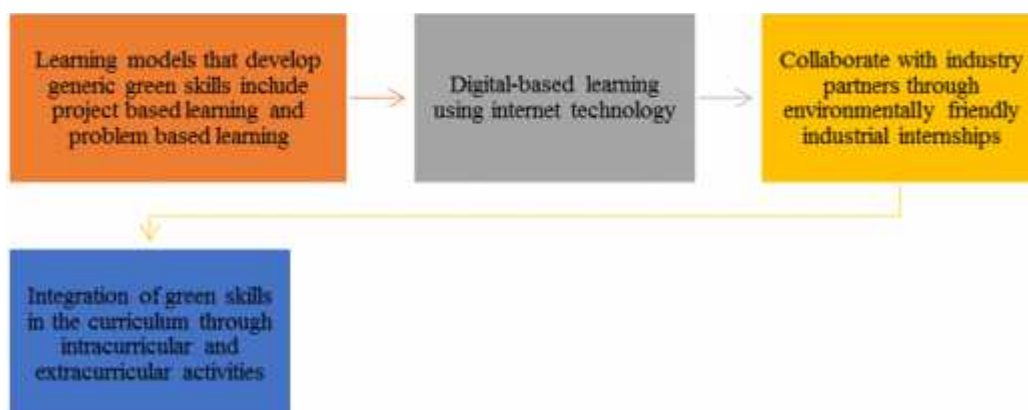 Learning models that develop
generic green skills include
project based learning and
problem based learning
Digital-based learning
using internet technology
Collaborate with industry
partners through
environmentally friendly
industrial internships
Integration of green skills
in the curriculum through
intracurricular and
extracurricular activities